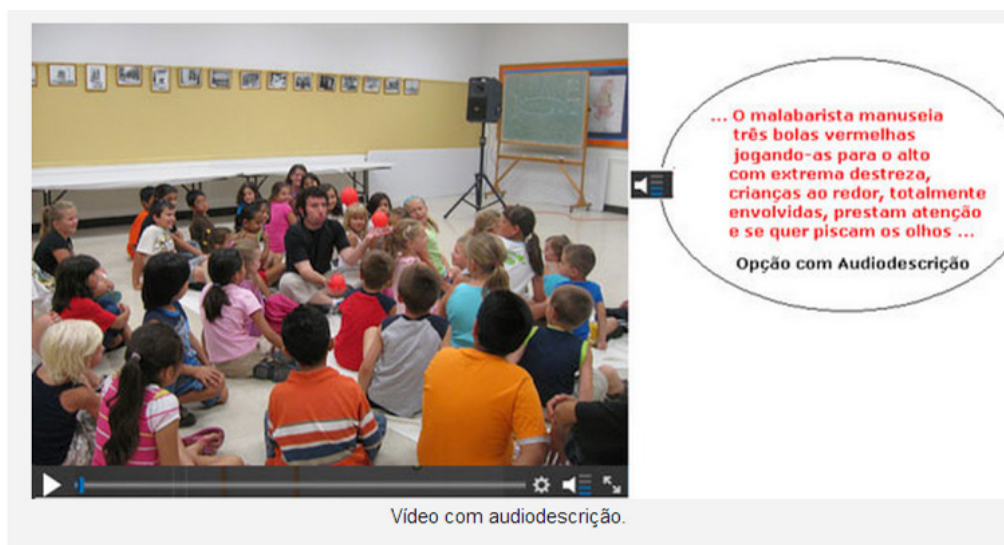 ... O malabarista manuseia
três bolas vermelhas
jogando-as para o alto
com extrema destreza,
crianças ao redor, totalmente
envolvidas, prestam atenção
e se quer piscam os olhos ...
Opção com Audiodescrição
Vídeo com audiodescrição.